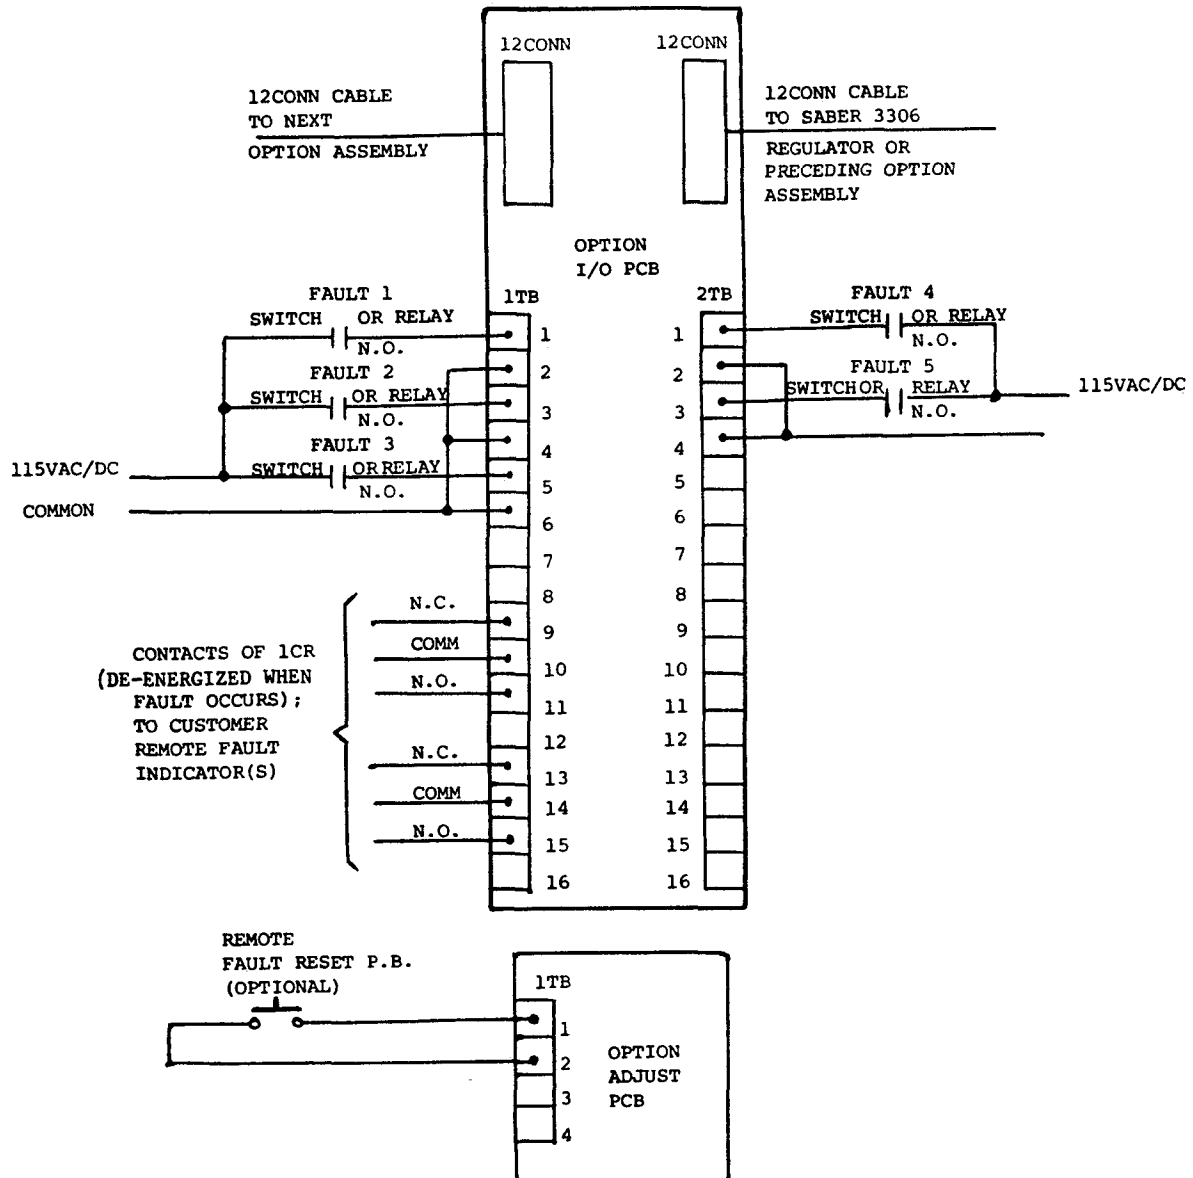 12CONN
12CONN
12CONN CABLE
TO NEXT
OPTION ASSEMBLY
12CONN CABLE
TO SABER 3306
REGULATOR OR
PRECEDING OPTION
ASSEMBLY
OPTION
I/O PCB
1TB
2TB
FAULT 1
SWITCH OR RELAY
N.O.
FAULT 2
SWITCH OR RELAY
N.O.
FAULT 3
SWITCH OR RELAY
N.O.
115VAC/DC
COMMON
1
2
3
4
5
6
7
8
9
10
11
12
13
14
15
16
1
2
3
4
5
6
7
8
9
10
11
12
13
14
15
16
FAULT 4
SWITCH OR RELAY
N.O.
FAULT 5
SWITCH OR RELAY
N.O.
115VAC/DC
N.C.
COMM
N.O.
N.C.
COMM
N.O.
CONTACTS OF 1CR
(DE-ENERGIZED WHEN
FAULT OCCURS);
TO CUSTOMER
REMOTE FAULT
INDICATOR(S)
REMOTE
FAULT RESET P.B.
(OPTIONAL)
1TB
1
2
3
4
OPTION
ADJUST
PCB